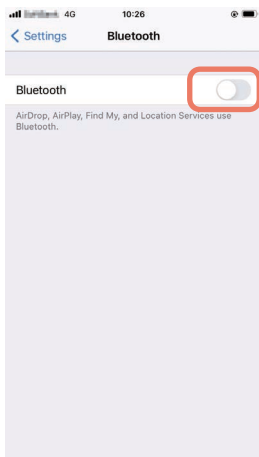 4G 10:26
Settings Bluetooth
Bluetooth
AirDrop, AirPlay, Find My, and Location Services use
Bluetooth.